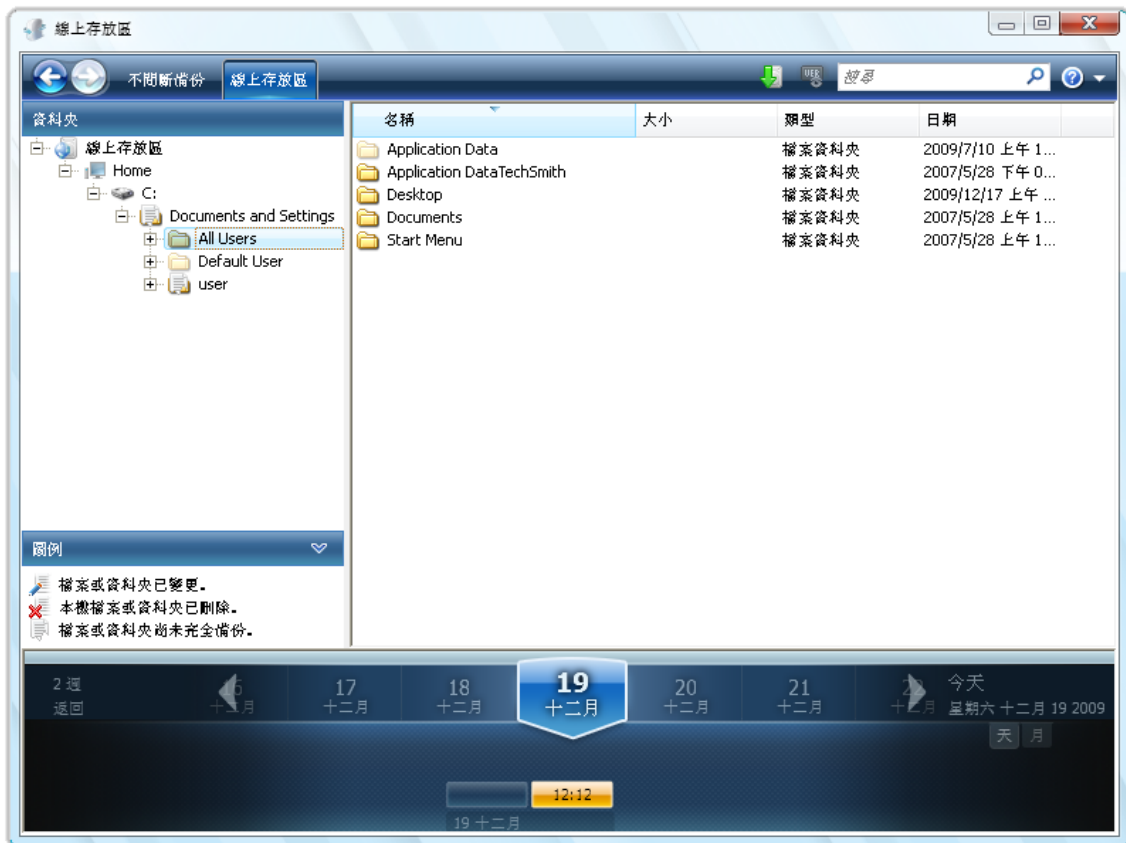 線上存放區
不間斷備份 線上存放區 VER 搜尋
資料夾 名稱 大小 類型 日期
線上存放區
Home
C:
Documents and Settings
All Users
Default User
user
Application Data 檔案資料夾 2009/7/10 上午 1...
Application DataTechSmith 檔案資料夾 2007/5/28 下午 0...
Desktop 檔案資料夾 2009/12/17 上午 ...
Documents 檔案資料夾 2007/5/28 上午 1...
Start Menu 檔案資料夾 2007/5/28 上午 1...
圖例
檔案或資料夾已變更。
本機檔案或資料夾已刪除。
檔案或資料夾尚未完全備份。
2 週 16 17 18 19 20 21 22 今天
返回 十二月 十二月 十二月 十二月 十二月 十二月 十二月 星期六 十二月 19 2009
天 月
12:12
19 十二月